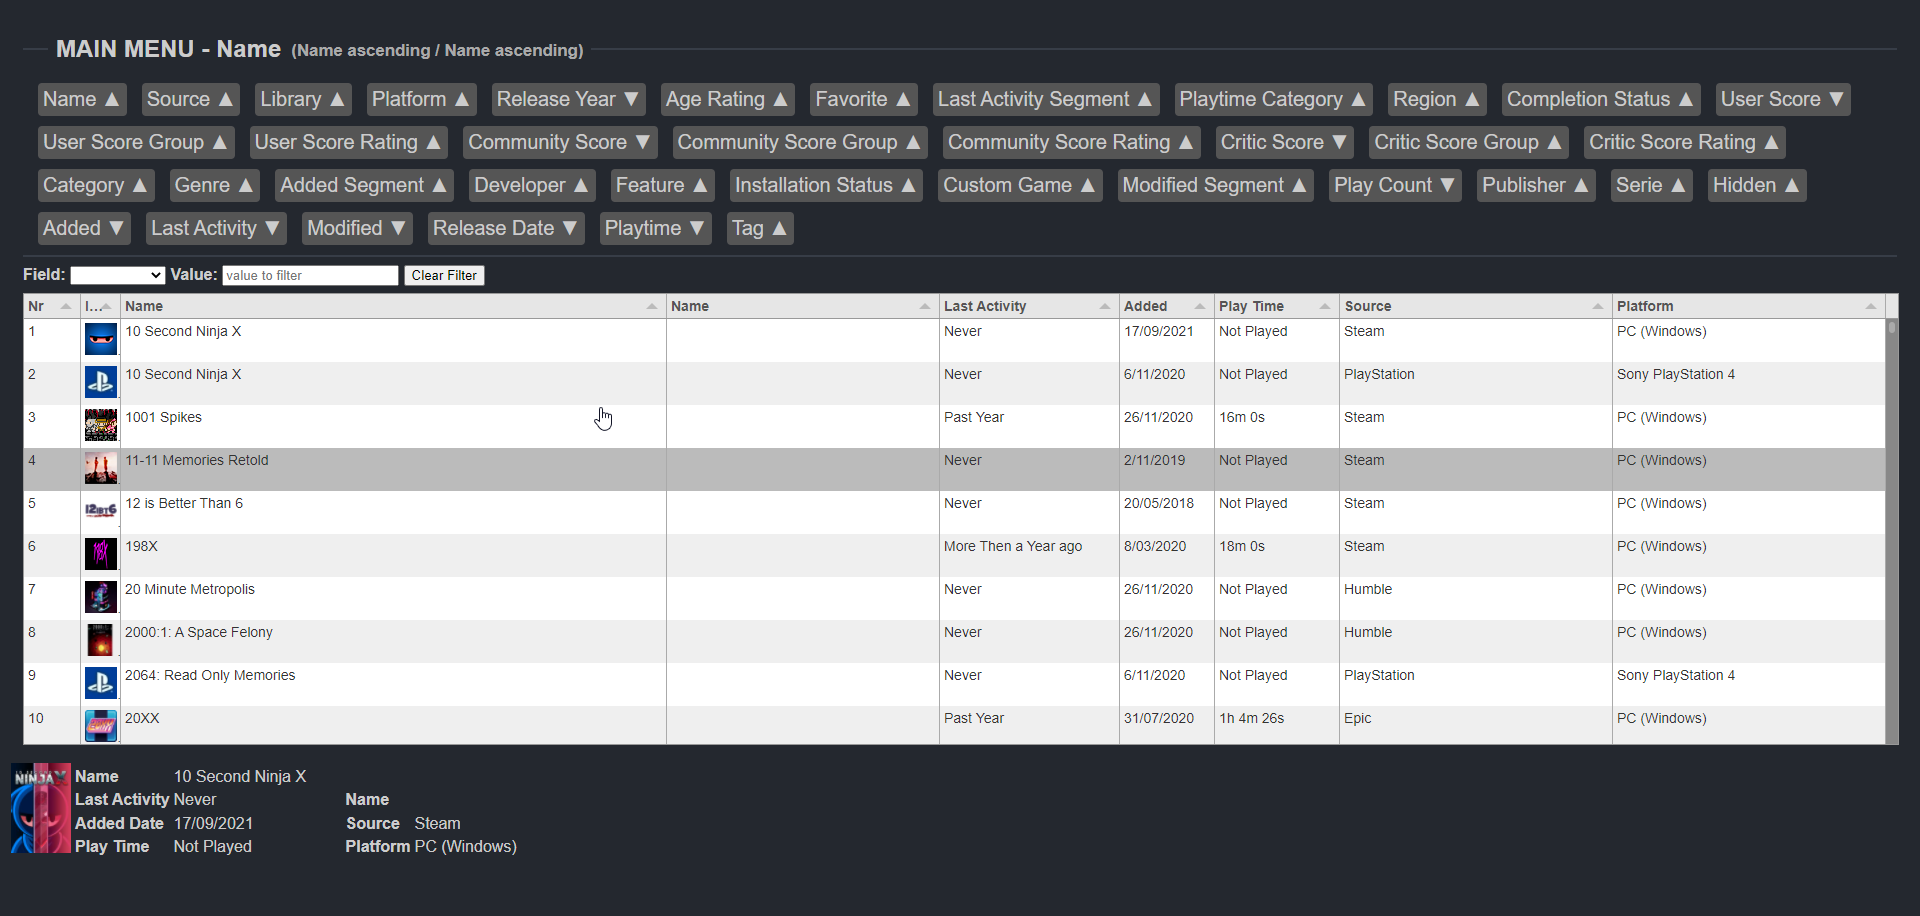 MAIN MENU - Name (Name ascending / Name ascending)
Name ▲ Source ▲ Library ▲ Platform ▲ Release Year ▼ Age Rating ▲ Favorite ▲ Last Activity Segment ▲ Playtime Category ▲ Region ▲ Completion Status ▲ User Score ▼
User Score Group ▲ User Score Rating ▲ Community Score ▼ Community Score Group ▲ Community Score Rating ▲ Critic Score ▼ Critic Score Group ▲ Critic Score Rating ▲
Category ▲ Genre ▲ Added Segment ▲ Developer ▲ Feature ▲ Installation Status ▲ Custom Game ▲ Modified Segment ▲ Play Count ▼ Publisher ▲ Serie ▲ Hidden ▲
Added ▼ Last Activity ▼ Modified ▼ Release Date ▼ Playtime ▼ Tag ▲
Field: Value: value to filter Clear Filter
Nr I... Name Name Last Activity Added Play Time Source Platform
1 10 Second Ninja X Never 17/09/2021 Not Played Steam PC (Windows)
2 10 Second Ninja X Never 6/11/2020 Not Played PlayStation Sony PlayStation 4
3 1001 Spikes Past Year 26/11/2020 16m 0s Steam PC (Windows)
4 11-11 Memories Retold Never 2/11/2019 Not Played Steam PC (Windows)
5 12IBT6 12 is Better Than 6 Never 20/05/2018 Not Played Steam PC (Windows)
6 198X 198X More Then a Year ago 8/03/2020 18m 0s Steam PC (Windows)
7 20 Minute Metropolis Never 26/11/2020 Not Played Humble PC (Windows)
8 2000:1: A Space Felony Never 26/11/2020 Not Played Humble PC (Windows)
9 2064: Read Only Memories Never 6/11/2020 Not Played PlayStation Sony PlayStation 4
10 20XX Past Year 31/07/2020 1h 4m 26s Epic PC (Windows)
NINJA X Name 10 Second Ninja X
Last Activity Never Name
Added Date 17/09/2021 Source Steam
Play Time Not Played Platform PC (Windows)